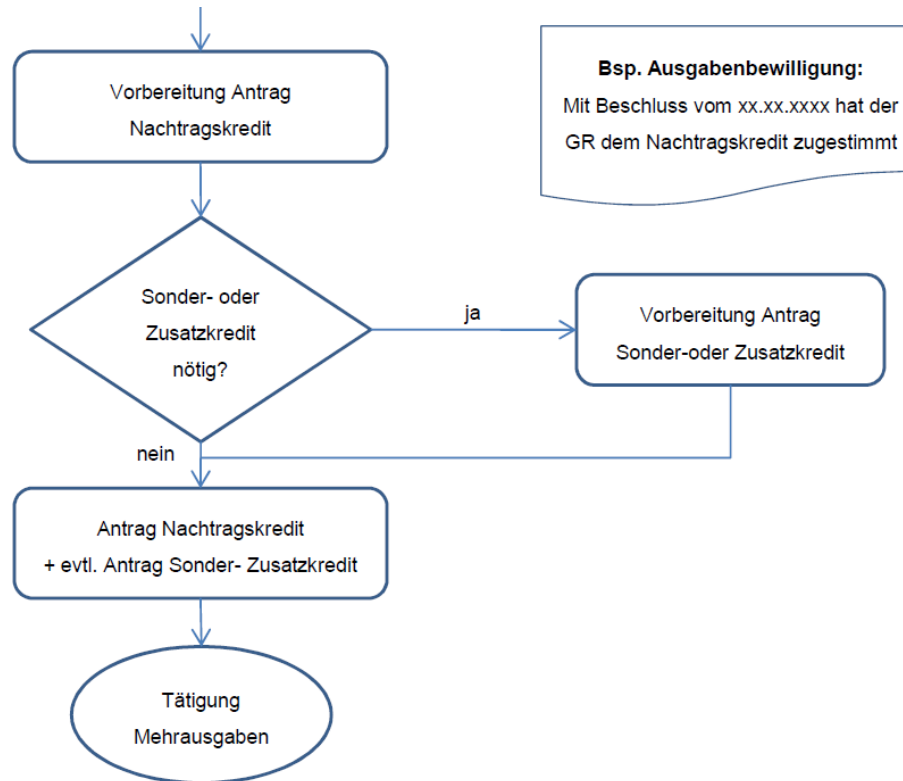 Vorbereitung Antrag
Nachtragskredit
Bsp. Ausgabenbewilligung:
Mit Beschluss vom xx.xx.xxxx hat der
GR dem Nachtragskredit zugestimmt
Sonder- oder
Zusatzkredit
nötig?
ja
Vorbereitung Antrag
Sonder-oder Zusatzkredit
nein
Antrag Nachtragskredit
+ evtl. Antrag Sonder- Zusatzkredit
Tätigung
Mehrausgaben